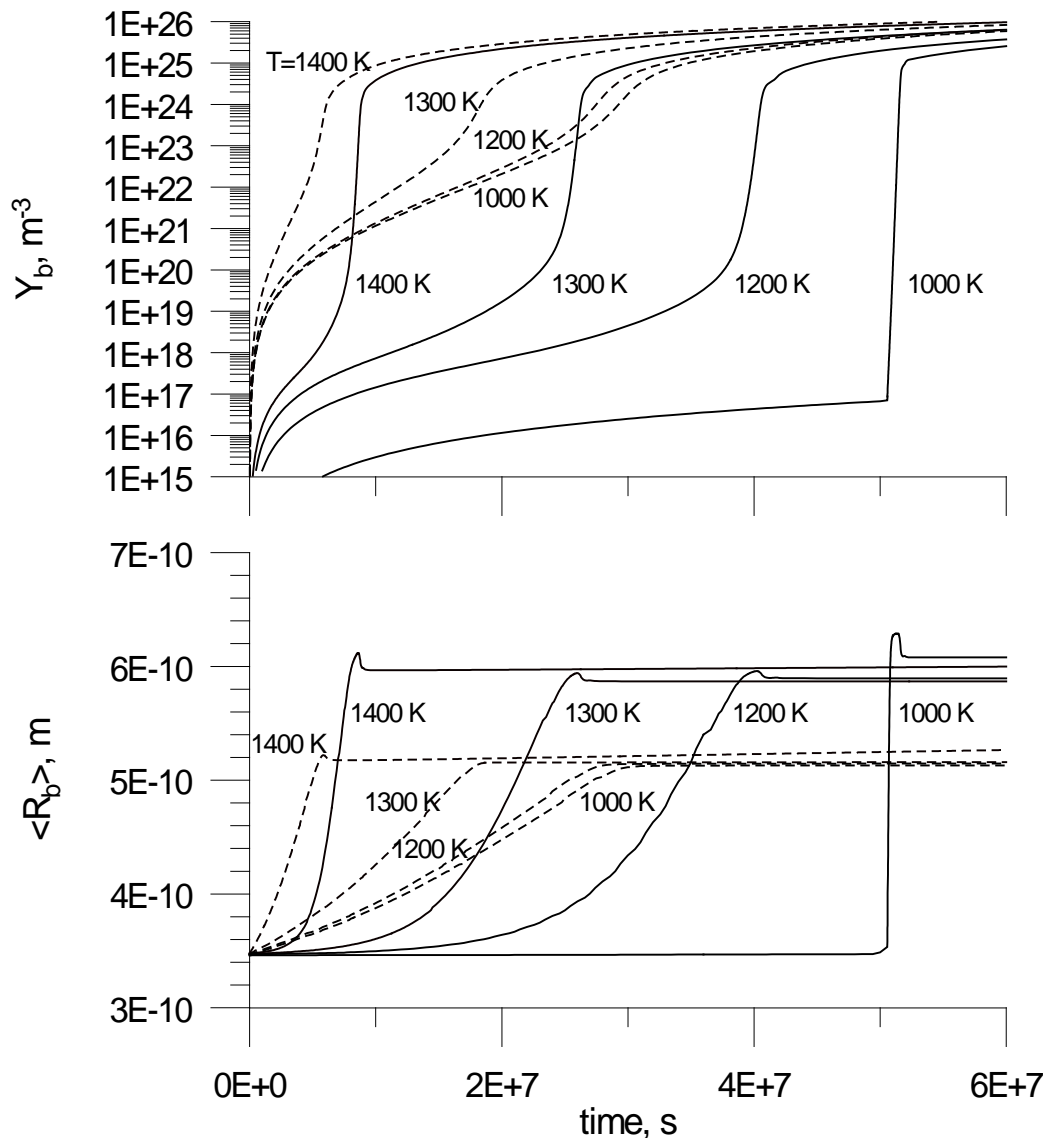 1E+26
T=1400 K
1E+25
1300 K
1E+24
1200 K
1E+23
1000 K
1E+22
1E+21
1E+20
1400 K
1300 K
1200 K
1000 K
1E+19
1E+18
1E+17
1E+16
1E+15
Y_b, m^-3
7E-10
6E-10
1400 K
1300 K
1200 K
1000 K
1400 K
5E-10
1300 K
1000 K
1200 K
4E-10
3E-10
<R_b>, m
0E+0
2E+7
4E+7
6E+7
time, s